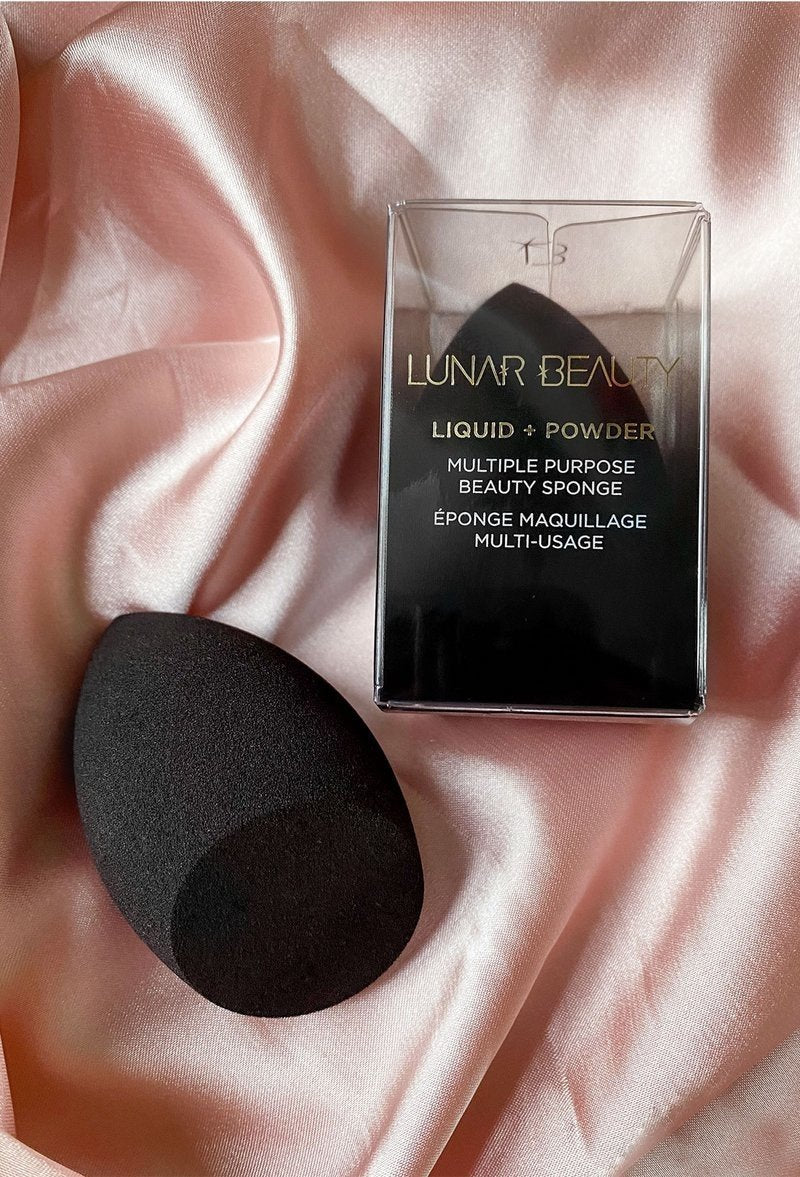 LUNAR BEAUTY
LIQUID + POWDER
MULTIPLE PURPOSE
BEAUTY SPONGE
ÉPONGE MAQUILLAGE
MULTI-USAGE